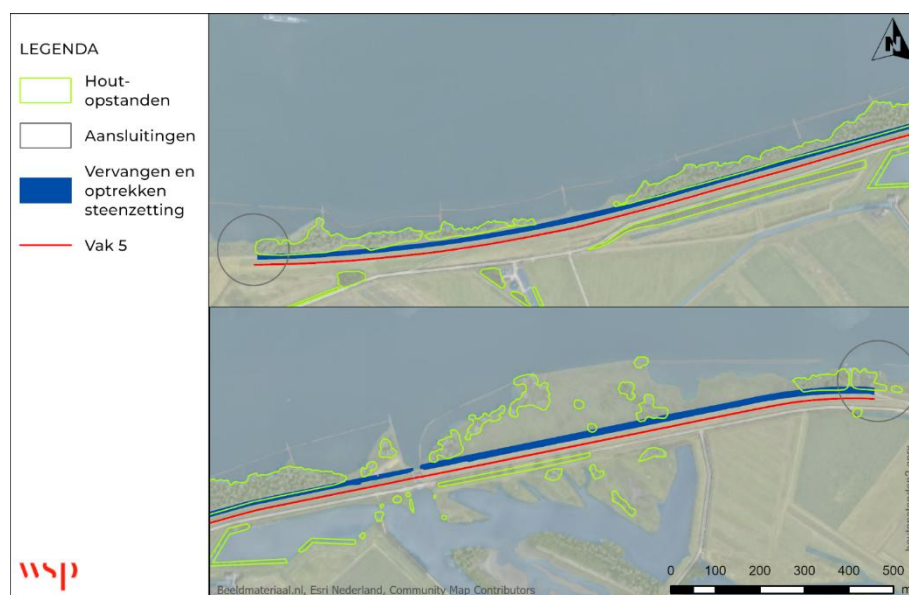 LEGENDA
Hout-
opstanden
Aansluitingen
Vervangen en
optrekken
steenzetting
Vak 5
N
wsp
Beeldmateriaal.nl, Esri Nederland, Community Map Contributors
0 100 200 300 400 500
m